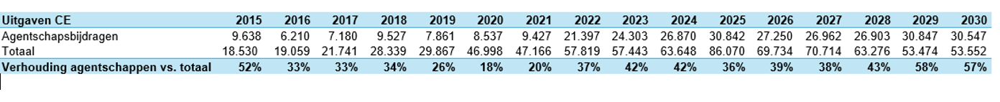 Uitgaven CE 2015 2016 2017 2018 2019 2020 2021 2022 2023 2024 2025 2026 2027 2028 2029 2030
Agentschapsbijdragen 9.638 6.210 7.180 9.527 7.861 8.537 9.427 21.397 24.303 26.870 30.842 27.250 26.962 26.903 30.847 30.547
Totaal 18.530 19.059 21.741 28.339 29.867 46.998 47.166 57.819 57.443 63.648 86.070 69.734 70.714 63.276 53.474 53.552
Verhouding agentschappen vs. totaal 52% 33% 33% 34% 26% 18% 20% 37% 42% 42% 36% 39% 38% 43% 58% 57%